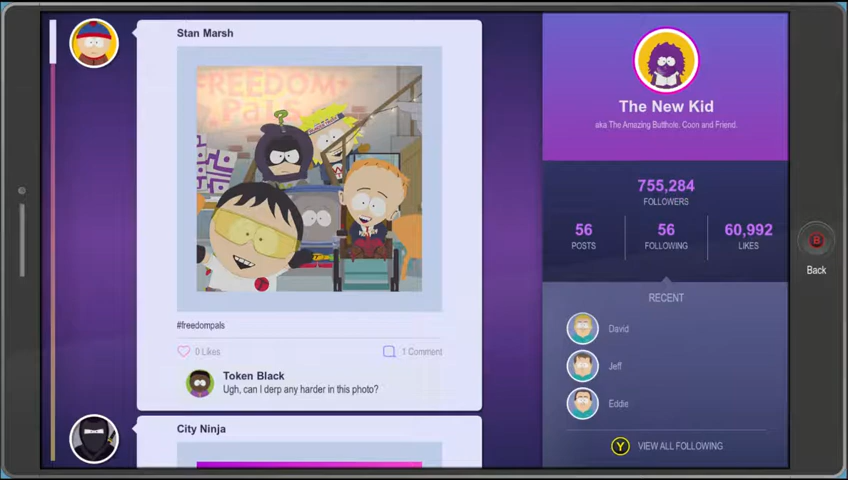 Stan Marsh
FREEDOM
Pals
#freedompals
0 Likes
1 Comment
Token Black
Ugh, can I derp any harder in this photo?
City Ninja
The New Kid
aka The Amazing Butthole. Coon and Friend.
755,284
FOLLOWERS
56
POSTS
56
FOLLOWING
60,992
LIKES
RECENT
David
Jeff
Eddie
Y VIEW ALL FOLLOWING
B
Back